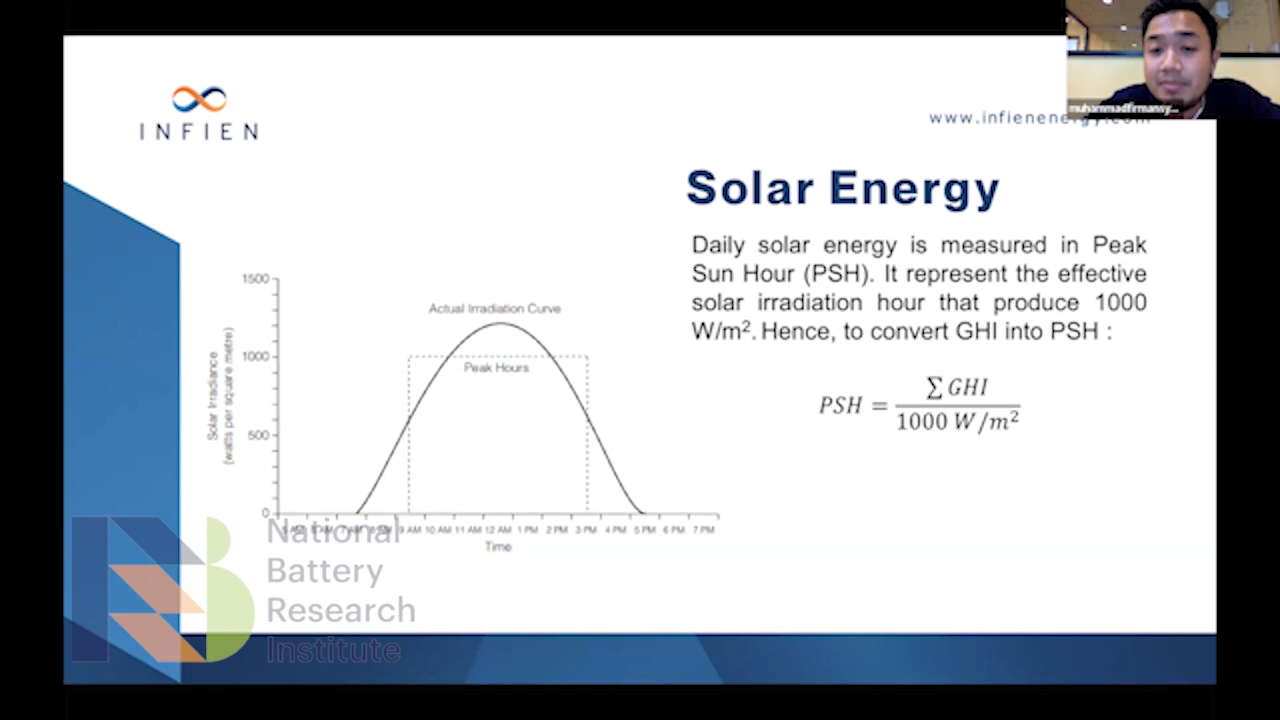 INFIEN
muhammadfirmansy...
www.infienenergy.com
Solar Energy
Daily solar energy is measured in Peak
Sun Hour (PSH). It represent the effective
solar irradiation hour that produce 1000
W/m². Hence, to convert GHI into PSH :
PSH = ∑ GHI / 1000 W/m²
1500
Actual Irradiation Curve
1000
Peak Hours
500
0
Solar Irradiance
(watts per square metre)
9 AM 10 AM 11 AM 12 AM 1 PM 2 PM 3 PM 4 PM 5 PM 6 PM 7 PM
Time
National
Battery
Research
Institute